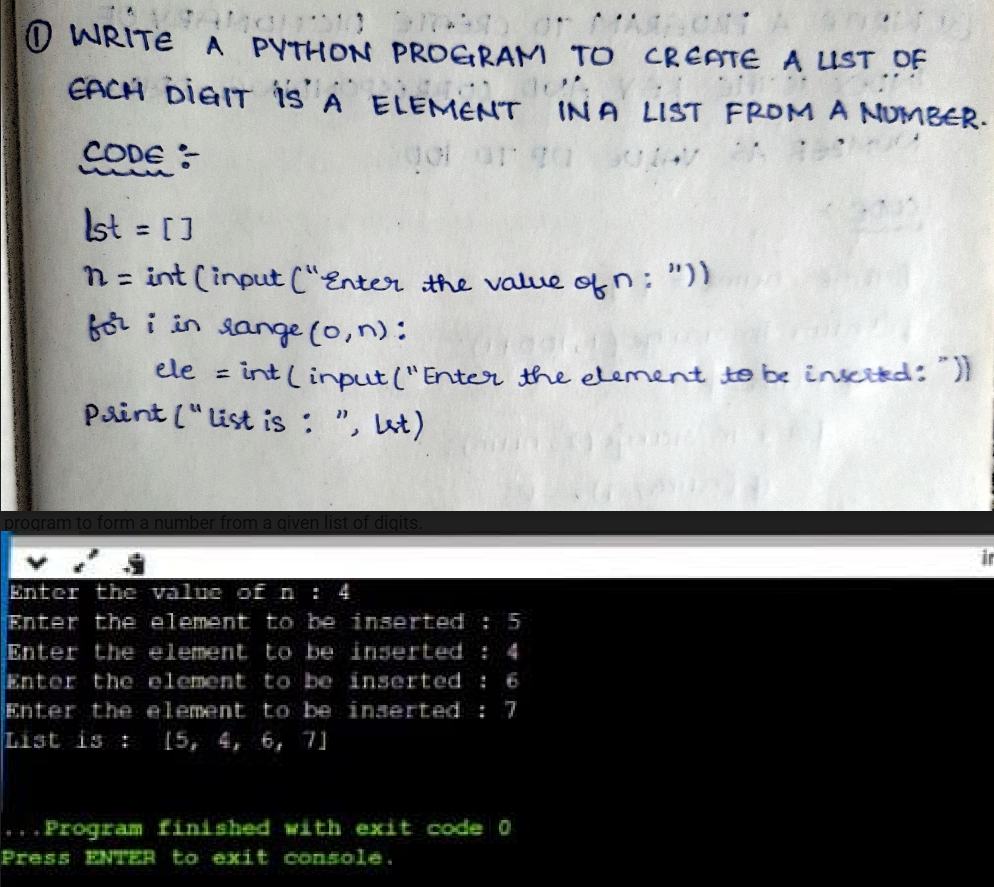 ① WRITE A PYTHON PROGRAM TO CREATE A LIST OF
EACH DIGIT IS A ELEMENT IN A LIST FROM A NUMBER.
CODE :-
lst = []
n = int(input("Enter the value of n : "))
for i in range(0,n):
ele = int(input("Enter the element to be inserted: "))
Print("list is : ", lst)
program to form a number from a given list of digits.
Enter the value of n : 4
Enter the element to be inserted : 5
Enter the element to be inserted : 4
Enter the element to be inserted : 6
Enter the element to be inserted : 7
List is :  [5, 4, 6, 7]
...Program finished with exit code 0
Press ENTER to exit console.